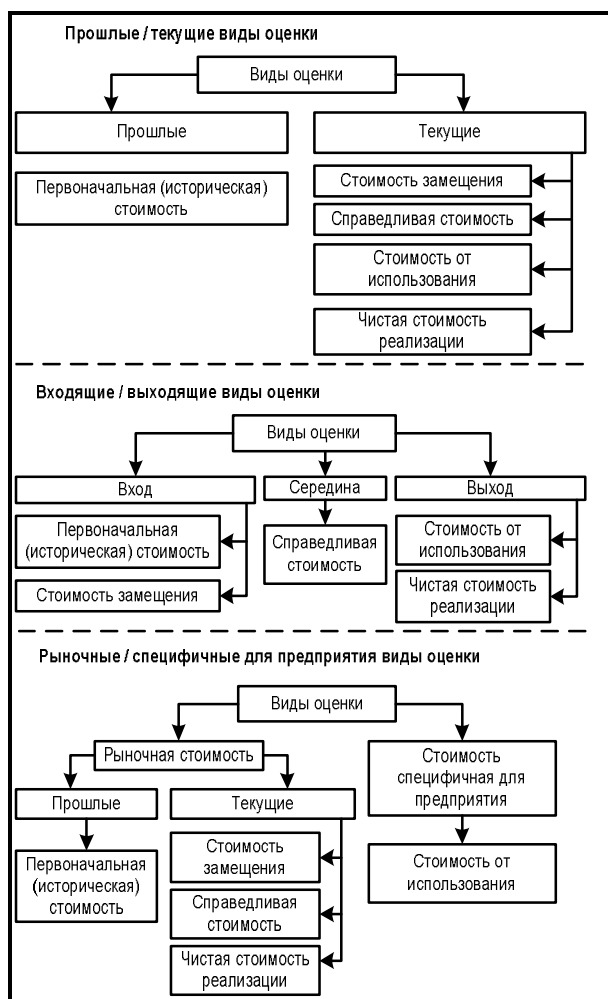 Прошлые / текущие виды оценки
Виды оценки
Прошлые
Текущие
Первоначальная (историческая)
стоимость
Стоимость замещения
Справедливая стоимость
Стоимость от
использования
Чистая стоимость
реализации
Входящие / выходящие виды оценки
Виды оценки
Вход
Середина
Выход
Первоначальная
(историческая) стоимость
Стоимость замещения
Справедливая
стоимость
Стоимость от
использования
Чистая стоимость
реализации
Рыночные / специфичные для предприятия виды оценки
Виды оценки
Рыночная стоимость
Стоимость
специфичная для
предприятия
Прошлые
Текущие
Первоначальная
(историческая)
стоимость
Стоимость
замещения
Справедливая
стоимость
Чистая стоимость
реализации
Стоимость от
использования